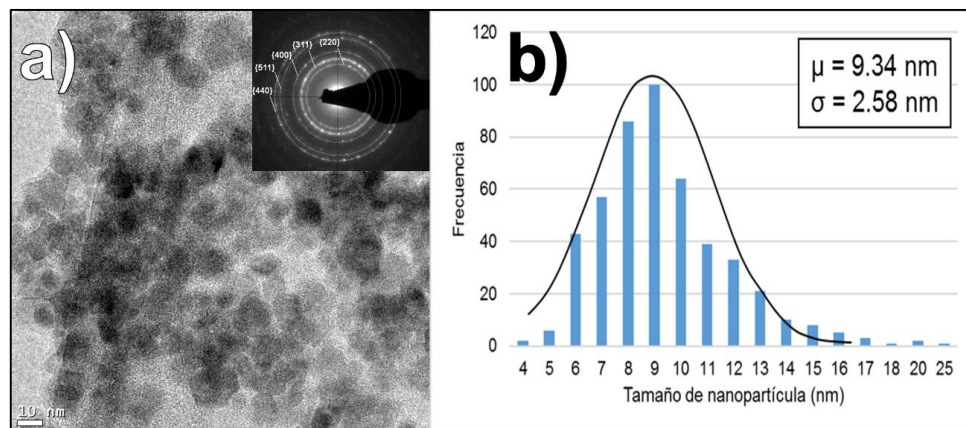 a)
{220}
{311}
{400}
{511}
{440}
10 nm
b)
μ = 9.34 nm
σ = 2.58 nm
Frecuencia
120
100
80
60
40
20
0
4 5 6 7 8 9 10 11 12 13 14 15 16 17 18 20 25
Tamaño de nanopartícula (nm)